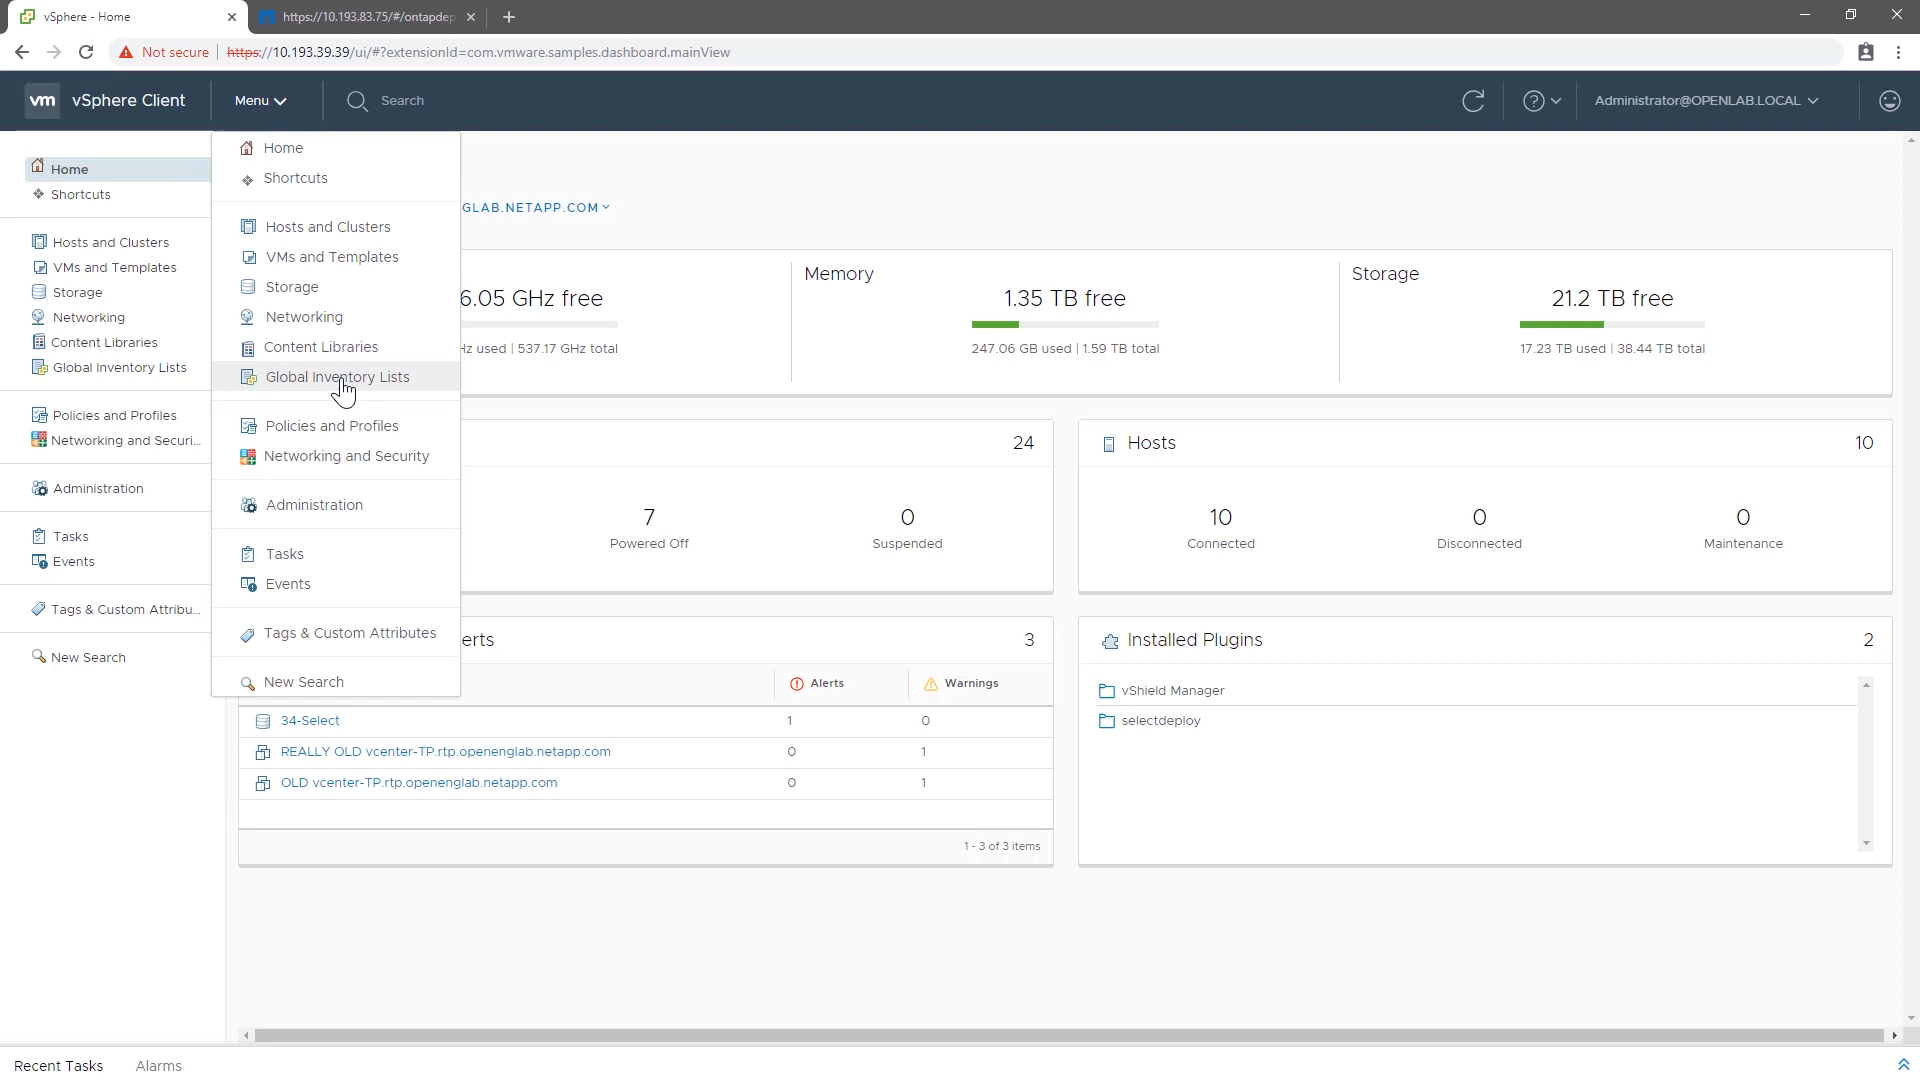 vSphere - Home
https://10.193.83.75/#/ontapdep
Not secure
https://10.193.39.39/ui/#?extensionId=com.vmware.samples.dashboard.mainView
vm vSphere Client
Menu
Search
Administrator@OPENLAB.LOCAL
Home
Shortcuts
Hosts and Clusters
VMs and Templates
Storage
Networking
Content Libraries
Global Inventory Lists
Policies and Profiles
Networking and Securi...
Administration
Tasks
Events
Tags & Custom Attribu...
New Search
Home
Shortcuts
Hosts and Clusters
VMs and Templates
Storage
Networking
Content Libraries
Global Inventory Lists
Policies and Profiles
Networking and Security
Administration
Tasks
Events
Tags & Custom Attributes
New Search
GLAB.NETAPP.COM
6.05 GHz free
Hz used | 537.17 GHz total
Memory
1.35 TB free
247.06 GB used | 1.59 TB total
Storage
21.2 TB free
17.23 TB used | 38.44 TB total
24
7
Powered Off
0
Suspended
Hosts
10
10
Connected
0
Disconnected
0
Maintenance
erts
3
Alerts
Warnings
34-Select 1 0
REALLY OLD vcenter-TP.rtp.openenglab.netapp.com 0 1
OLD vcenter-TP.rtp.openenglab.netapp.com 0 1
1 - 3 of 3 items
Installed Plugins
2
vShield Manager
selectdeploy
Recent Tasks
Alarms